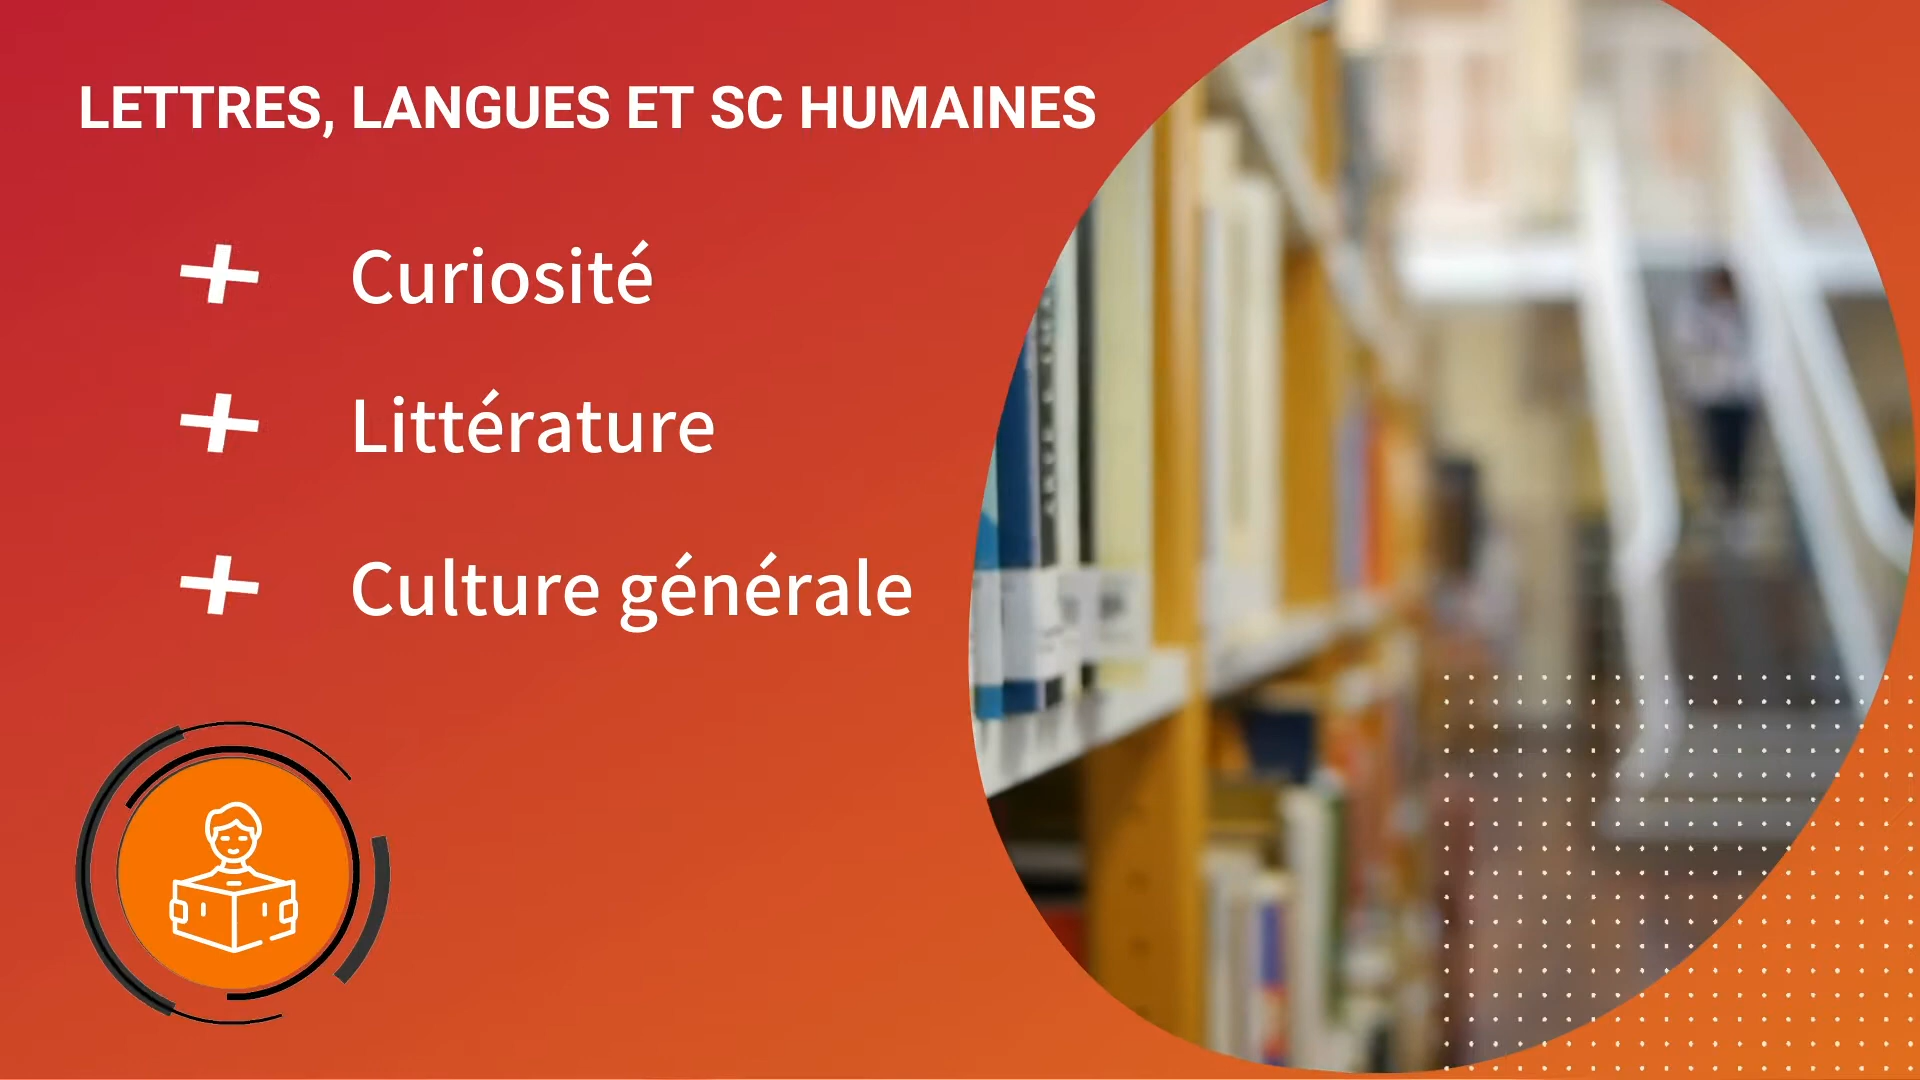 LETTRES, LANGUES ET SC HUMAINES
+ Curiosité
+ Littérature
+ Culture générale